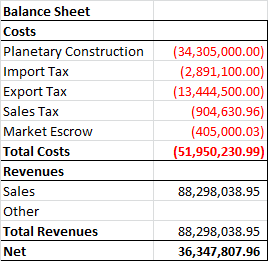 Balance Sheet
Costs
Planetary Construction (34,305,000.00)
Import Tax (2,891,100.00)
Export Tax (13,444,500.00)
Sales Tax (904,630.96)
Market Escrow (405,000.03)
Total Costs (51,950,230.99)
Revenues
Sales 88,298,038.95
Other
Total Revenues 88,298,038.95
Net 36,347,807.96